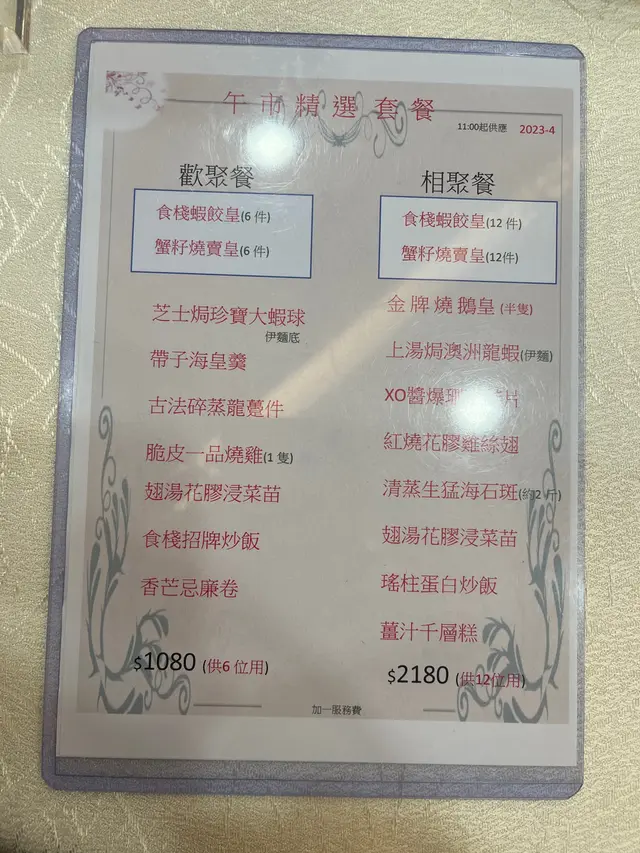 午市精選套餐
11:00起供應 2023-4
歡聚餐
食棧蝦餃皇(6 件)
蟹籽燒賣皇(6 件)
芝士焗珍寶大蝦球
伊麵底
帶子海皇羹
古法碎蒸龍躉件
脆皮一品燒雞(1 隻)
翅湯花膠浸菜苗
食棧招牌炒飯
香芒忌廉卷
$1080 (供6 位用)
相聚餐
食棧蝦餃皇(12 件)
蟹籽燒賣皇(12件)
金牌燒鵝皇 (半隻)
上湯焗澳洲龍蝦(伊麵)
XO醬爆 片
紅燒花膠雞絲翅
清蒸生猛海石斑(約2 斤)
翅湯花膠浸菜苗
瑤柱蛋白炒飯
薑汁千層糕
$2180 (供12位用)
加一服務費